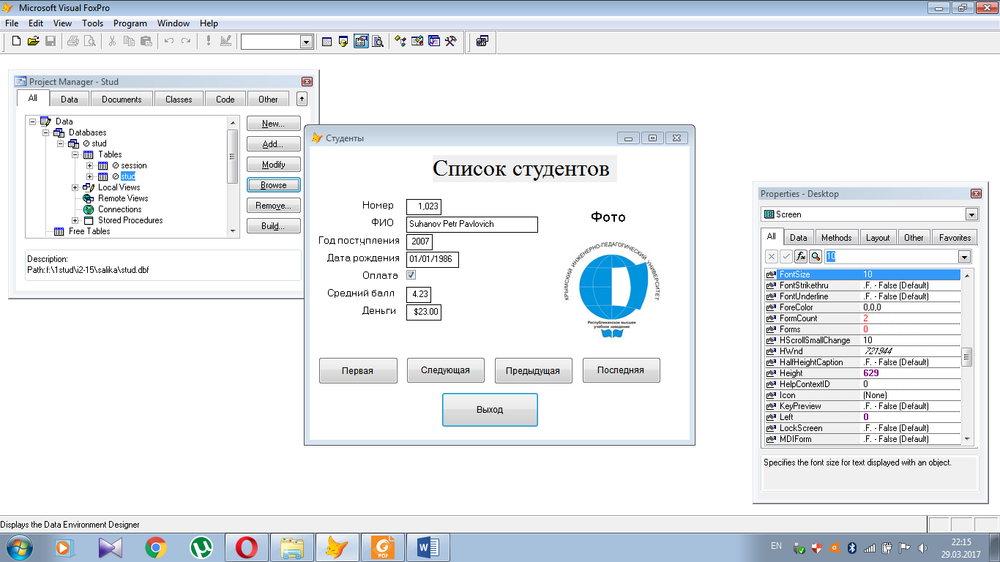 Microsoft Visual FoxPro
File Edit View Tools Program Window Help
Project Manager - Stud
All Data Documents Classes Code Other
Data
Databases
stud
Tables
session
stud
Local Views
Remote Views
Connections
Stored Procedures
Free Tables
New...
Add...
Modify
Browse
Remove...
Build...
Description:
Path: f:\1stud\i2-15\salika\stud.dbf
Студенты
Список студентов
Номер 1,023
ФИО Suhanov Petr Pavlovich
Год поступления 2007
Дата рождения 01/01/1986
Оплата
Средний балл 4.23
Деньги $23.00
Фото
КРЫМСКИЙ ИНЖЕНЕРНО-ПЕДАГОГИЧЕСКИЙ УНИВЕРСИТЕТ
Республиканское высшее
учебное заведение
Первая Следующая Предыдущая Последняя
Выход
Properties - Desktop
Screen
All Data Methods Layout Other Favorites
10
FontSize 10
FontStrikethru .F. - False (Default)
FontUnderline .F. - False (Default)
ForeColor 0,0,0
FormCount 2
Forms 0
HScrollSmallChange 10
HWnd 721944
HalfHeightCaption .F. - False (Default)
Height 629
HelpContextID 0
Icon (None)
KeyPreview .F. - False (Default)
Left 0
LockScreen .F. - False (Default)
MDIForm .F. - False (Default)
Specifies the font size for text displayed with an object.
Displays the Data Environment Designer
PDF
EN
22:15
29.03.2017